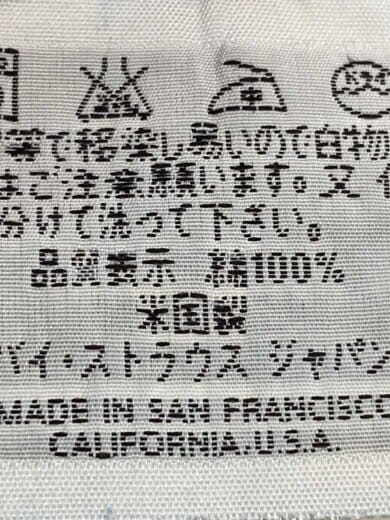 等で移染し易いので白物
はご注意願います。又
分けて洗って下さい。
品質表示 綿100%
米国製
バイ・ストラウス ジャパン
MADE IN SAN FRANCISCO
CALIFORNIA.U.S.A.